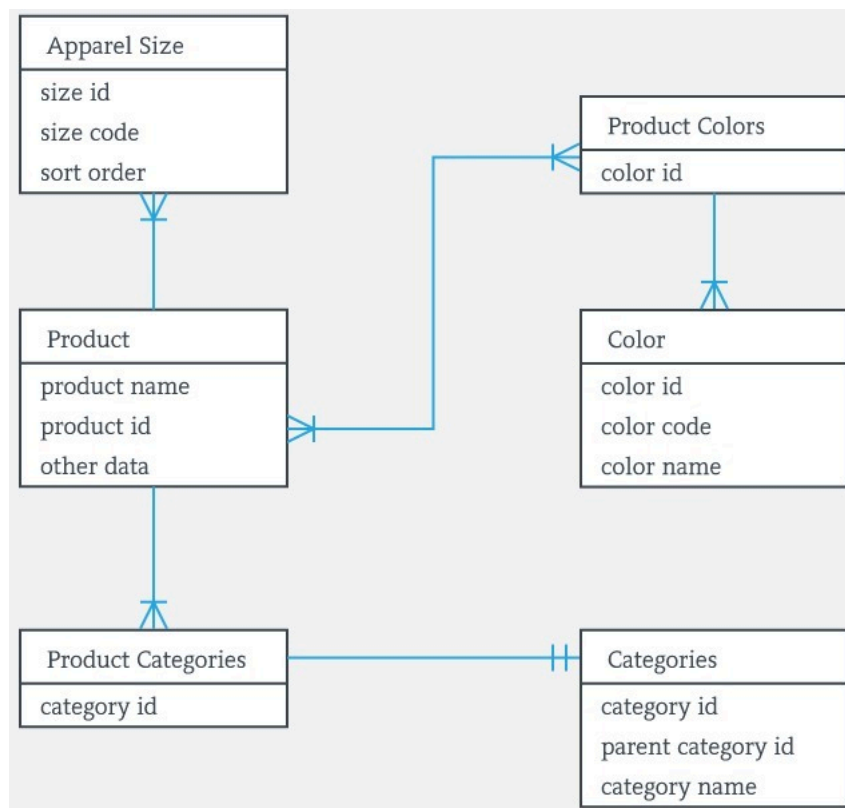 Apparel Size
size id
size code
sort order
Product Colors
color id
Product
product name
product id
other data
Color
color id
color code
color name
Product Categories
category id
Categories
category id
parent category id
category name